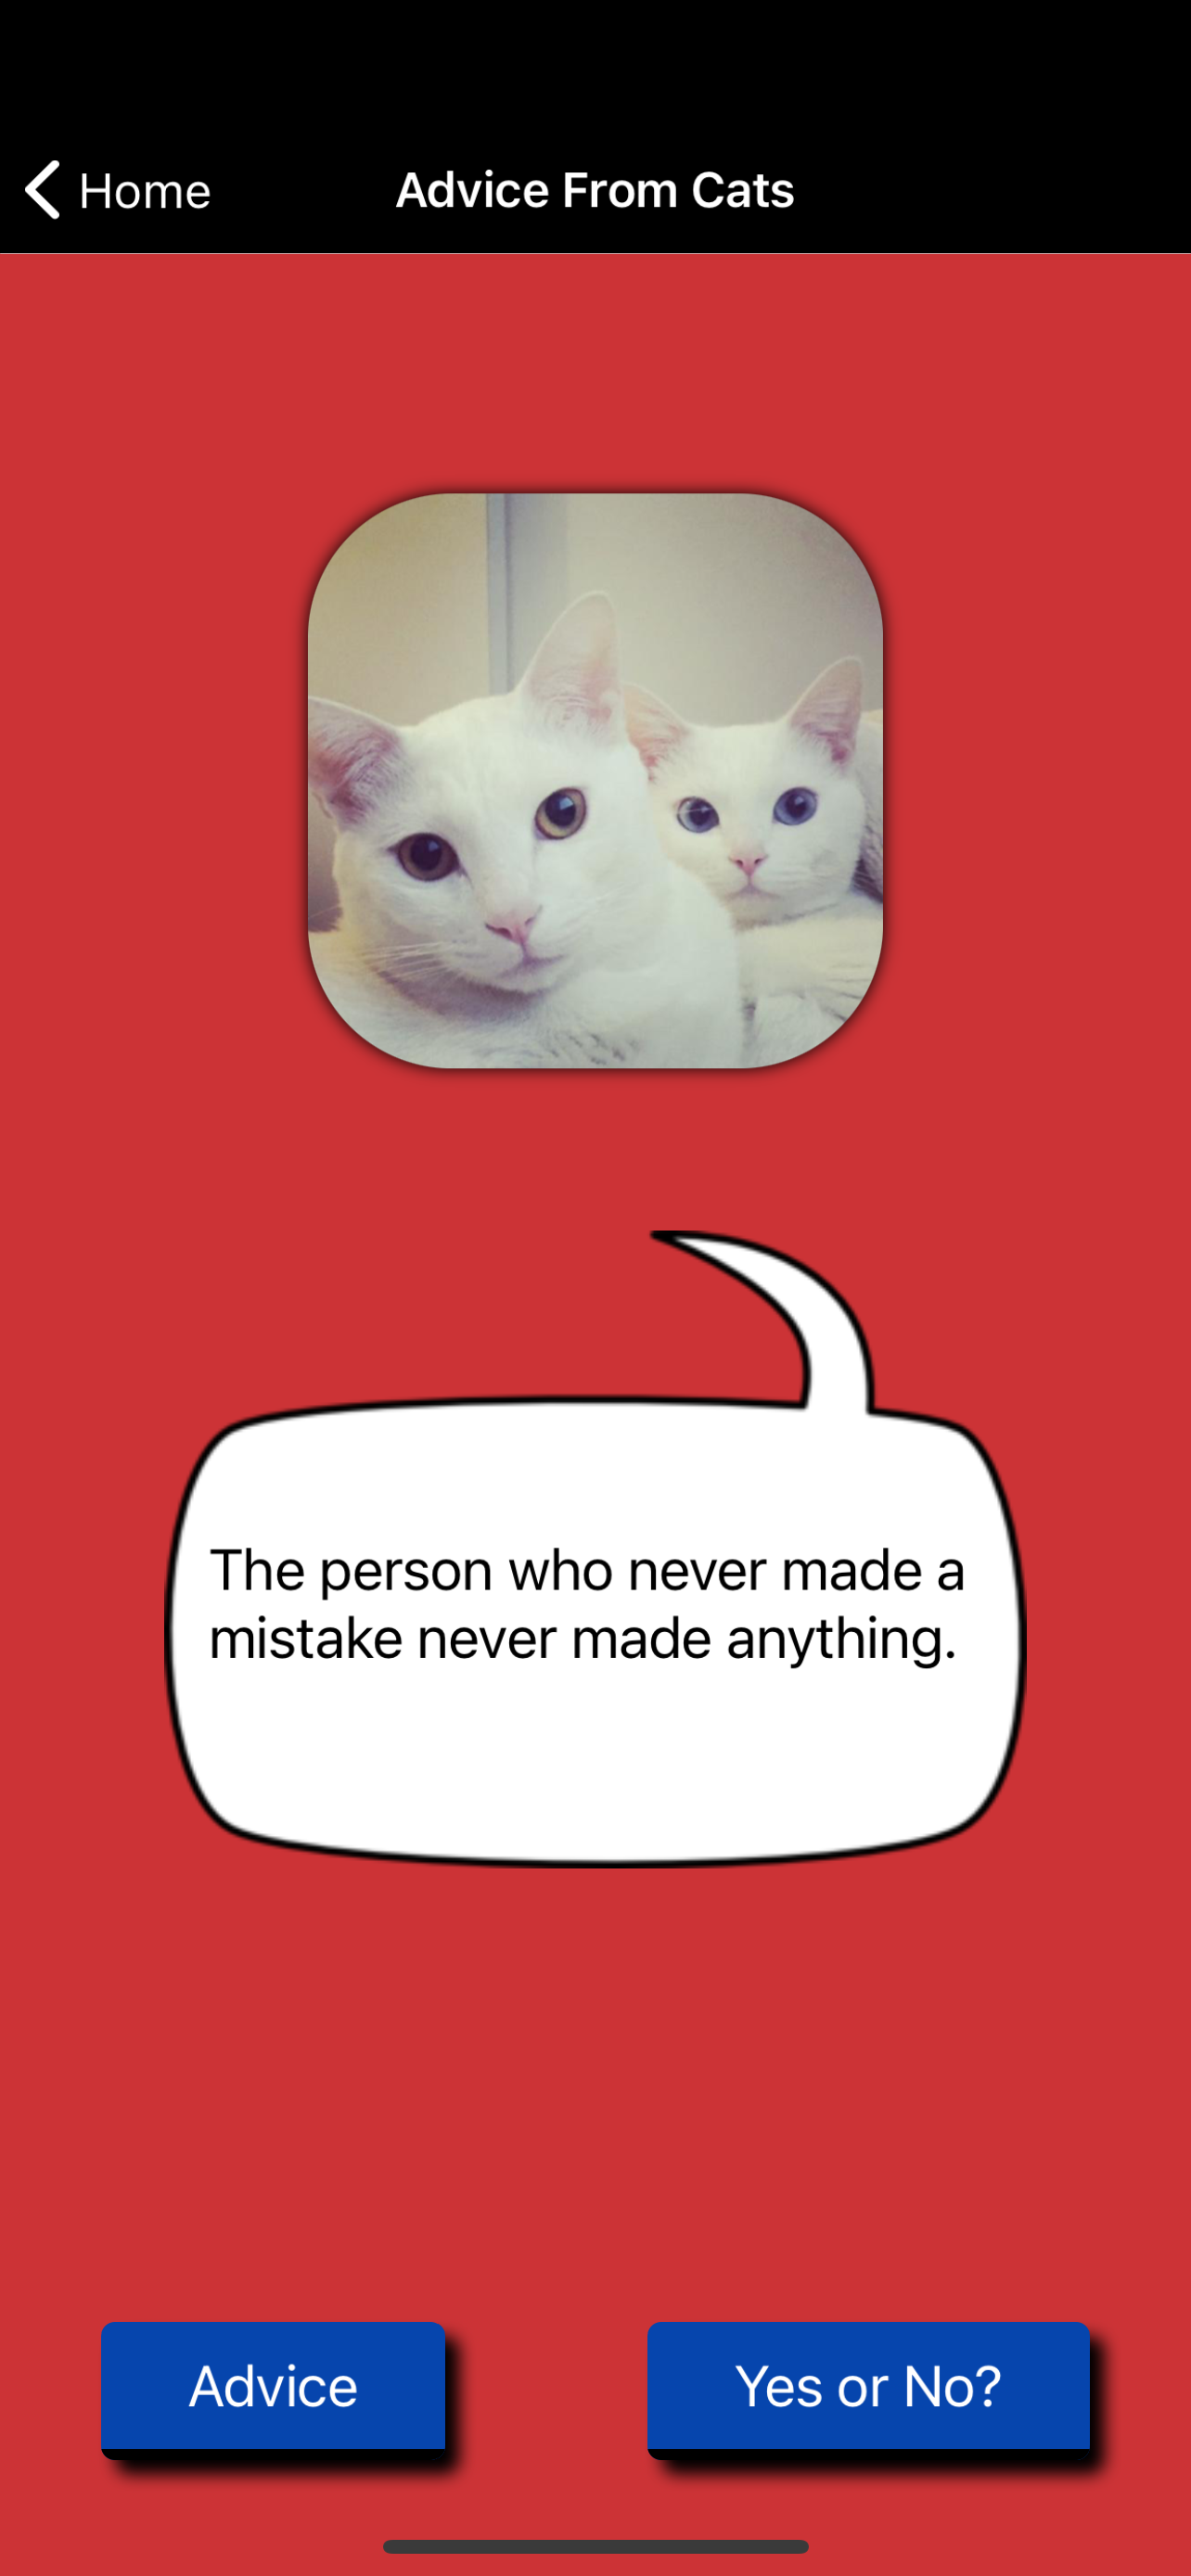 Home
Advice From Cats
The person who never made a
mistake never made anything.
Advice
Yes or No?